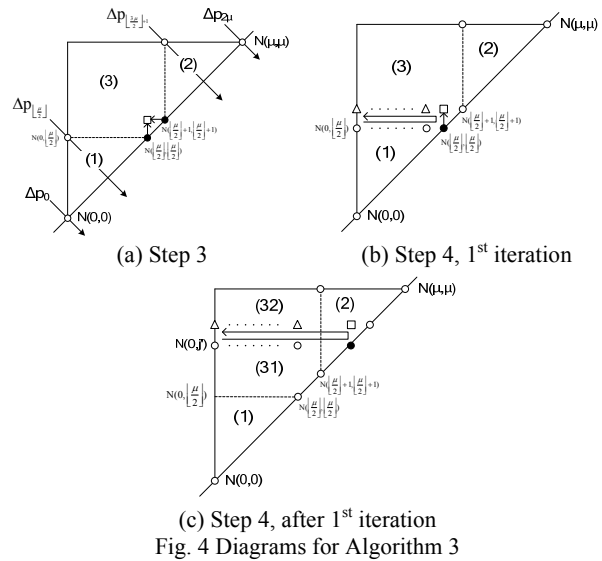 Δp⌊3μ/2⌋+1 Δp2μ
N(μ,μ)
(2)
(3)
Δp⌊μ/2⌋
N(0,⌊μ/2⌋)
N(⌊μ/2⌋+1,⌊μ/2⌋+1)
N(⌊μ/2⌋,⌊μ/2⌋)
(1)
Δp0
N(0,0)
(a) Step 3
N(μ,μ)
(2)
(3)
N(⌊μ/2⌋+1,⌊μ/2⌋+1)
N(0,⌊μ/2⌋)
N(⌊μ/2⌋,⌊μ/2⌋)
(1)
N(0,0)
(b) Step 4, 1st iteration
N(μ,μ)
(32) (2)
N(0,j')
(31)
N(⌊μ/2⌋+1,⌊μ/2⌋+1)
N(0,⌊μ/2⌋)
N(⌊μ/2⌋,⌊μ/2⌋)
(1)
N(0,0)
(c) Step 4, after 1st iteration
Fig. 4 Diagrams for Algorithm 3